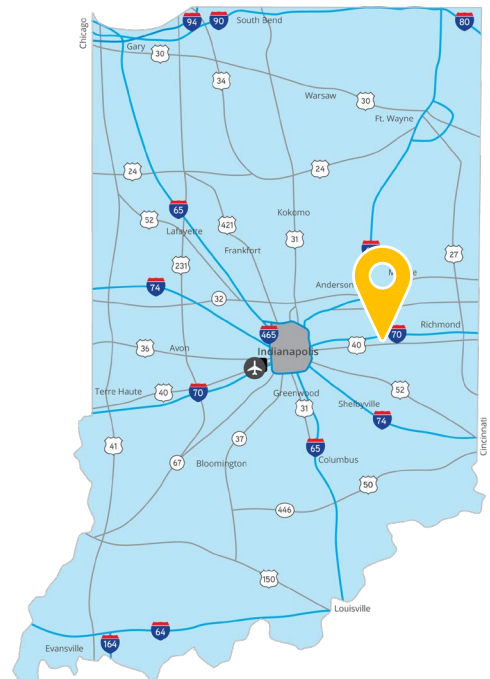 Chicago
94
90
South Bend
80
Gary
30
34
Warsaw
30
Ft. Wayne
24
24
65
52
421
Kokomo
Lafayette
31
Frankfort
27
231
74
Anderson
32
465
70
Richmond
36
Avon
Indianapolis
40
Terre Haute
40
70
Greenwood
52
31
Shelbyville
74
41
37
65
Cincinnati
67
Bloomington
Columbus
50
446
150
Louisville
64
Evansville
164